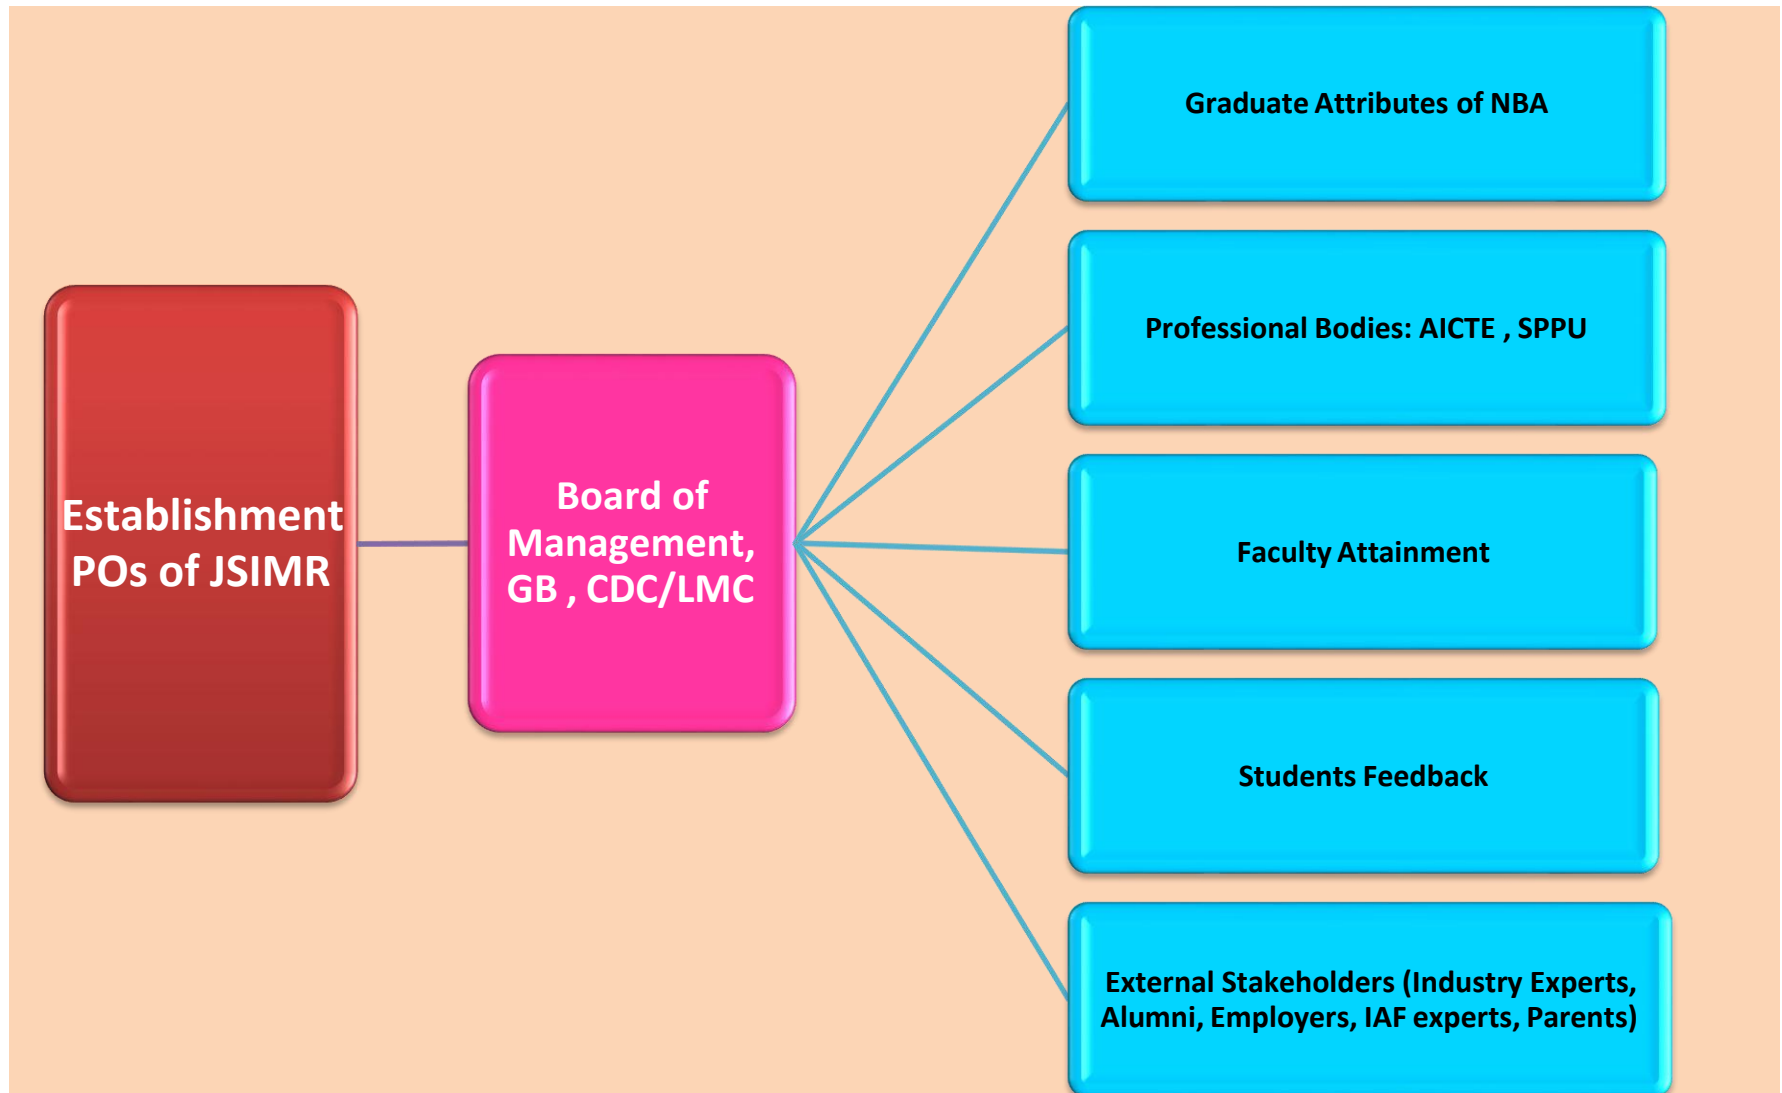 Establishment
POs of JSIMR
Board of
Management,
GB , CDC/LMC
Graduate Attributes of NBA
Professional Bodies: AICTE , SPPU
Faculty Attainment
Students Feedback
External Stakeholders (Industry Experts,
Alumni, Employers, IAF experts, Parents)